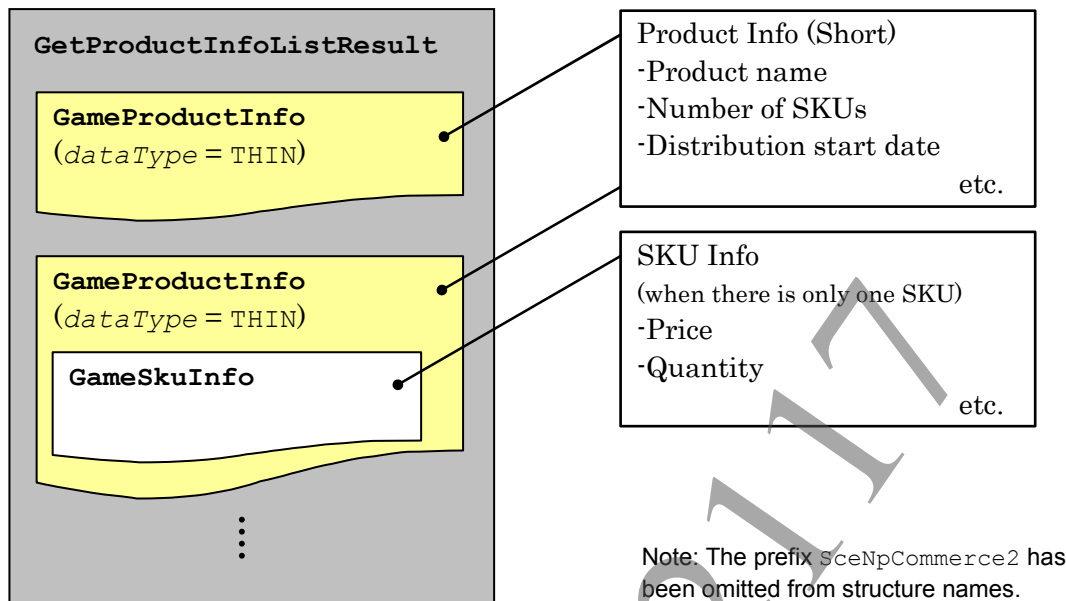 GetProductInfoListResult
GameProductInfo
(dataType = THIN)
GameProductInfo
(dataType = THIN)
GameSkuInfo
Product Info (Short)
-Product name
-Number of SKUs
-Distribution start date
etc.
SKU Info
(when there is only one SKU)
-Price
-Quantity
etc.
Note: The prefix SceNpCommerce2 has
been omitted from structure names.
117